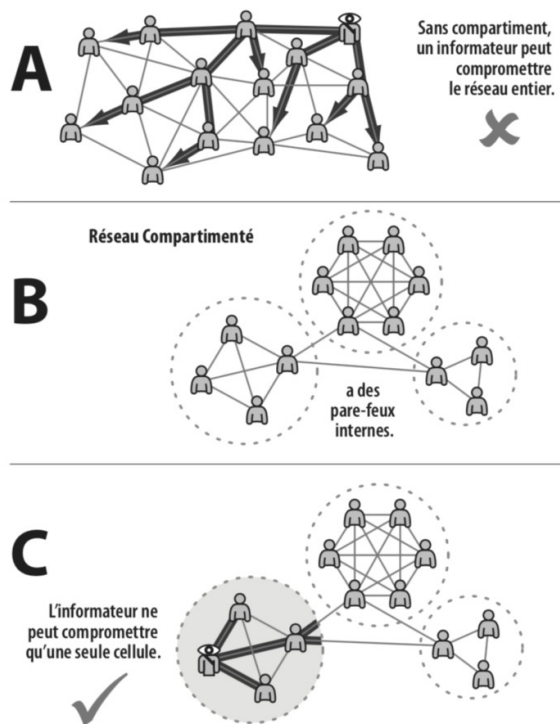 A
Sans compartiment,
un informateur peut
compromettre
le réseau entier.
Réseau Compartimenté
B
a des
pare-feux
internes.
C
L'informateur ne
peut compromettre
qu'une seule cellule.